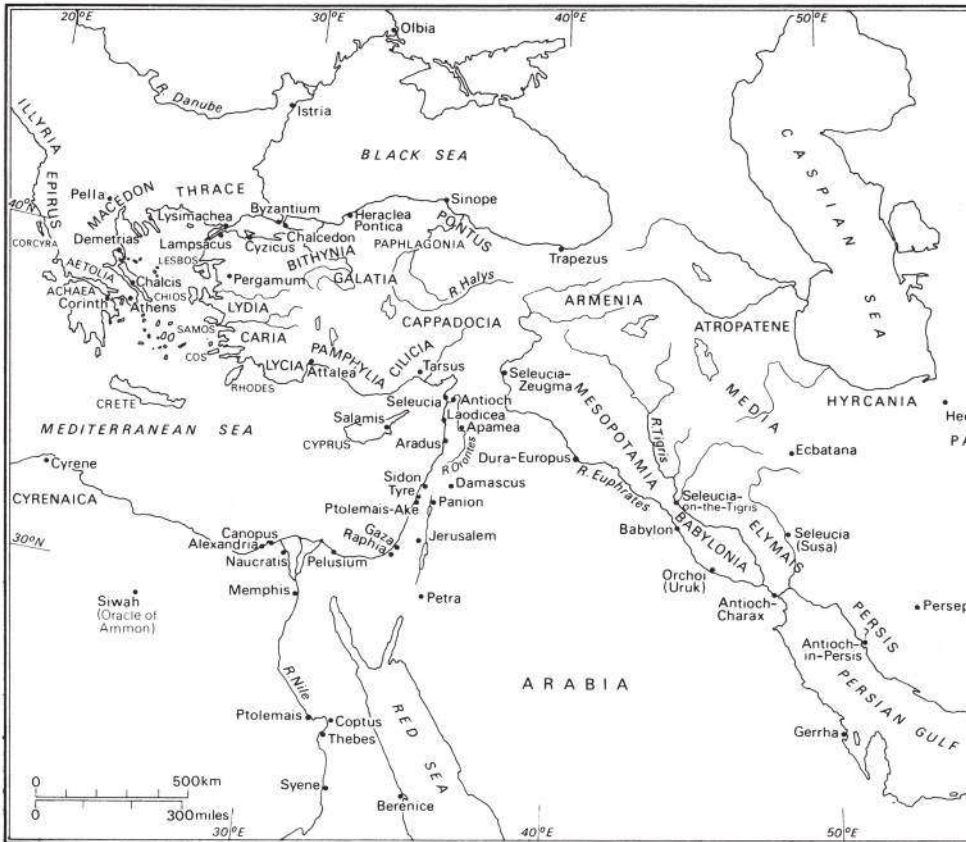 20°E
30°E
40°E
50°E
Olbia
R. Danube
Istria
ILLYRIA
EPIRUS
BLACK SEA
CASPIAN SEA
40°N
Pella
MACEDON
THRACE
Lysimachea
Byzantium
Heraclea
Pontica
Sinope
PONTUS
CORCYRA
Demetrias
Lampsacus
Cyzicus
Chalcedon
PAPHLAGONIA
Trapezus
LESBOS
BITHYNIA
AETOLIA
Pergamum
GALATIA
R. Halys
Chalcis
ACHAEA
CHIOS
Corinth
Athens
LYDIA
ARMENIA
SAMOS
CARIA
CAPPADOCIA
ATROPATENE
COS
LYCIA
PAMPHYLIA
CILICIA
Attalea
Tarsus
Seleucia-
Zeugma
RHODES
CRETE
Seleucia
Antioch
MESOPOTAMIA
MEDIA
HYRCANIA
Hec
Salamis
Laodicea
Apamea
MEDITERRANEAN SEA
CYPRUS
Aradus
R. Orontes
R. Tigris
PA
Cyrene
Dura-Europus
Ecbatana
CYRENAICA
Sidon
Tyre
Damascus
R. Euphrates
Ptolemais-Ake
Panion
Seleucia-
on-the-Tigris
30°N
Canopus
Alexandria
Gaza
Raphia
Jerusalem
Babylon
BABYLONIA
ELYMAIS
Seleucia
(Susa)
Naucratis
Pelusium
Orchoi
(Uruk)
Memphis
Petra
Antioch-
Charax
Siwah
(Oracle of
Ammon)
Persep
PERSIS
Antioch-
in-Persis
R. Nile
ARABIA
PERSIAN GULF
RED SEA
Ptolemais
Coptus
Thebes
Gerrha
Syene
Berenice
0 500km
0 300miles
30°E
40°E
50°E